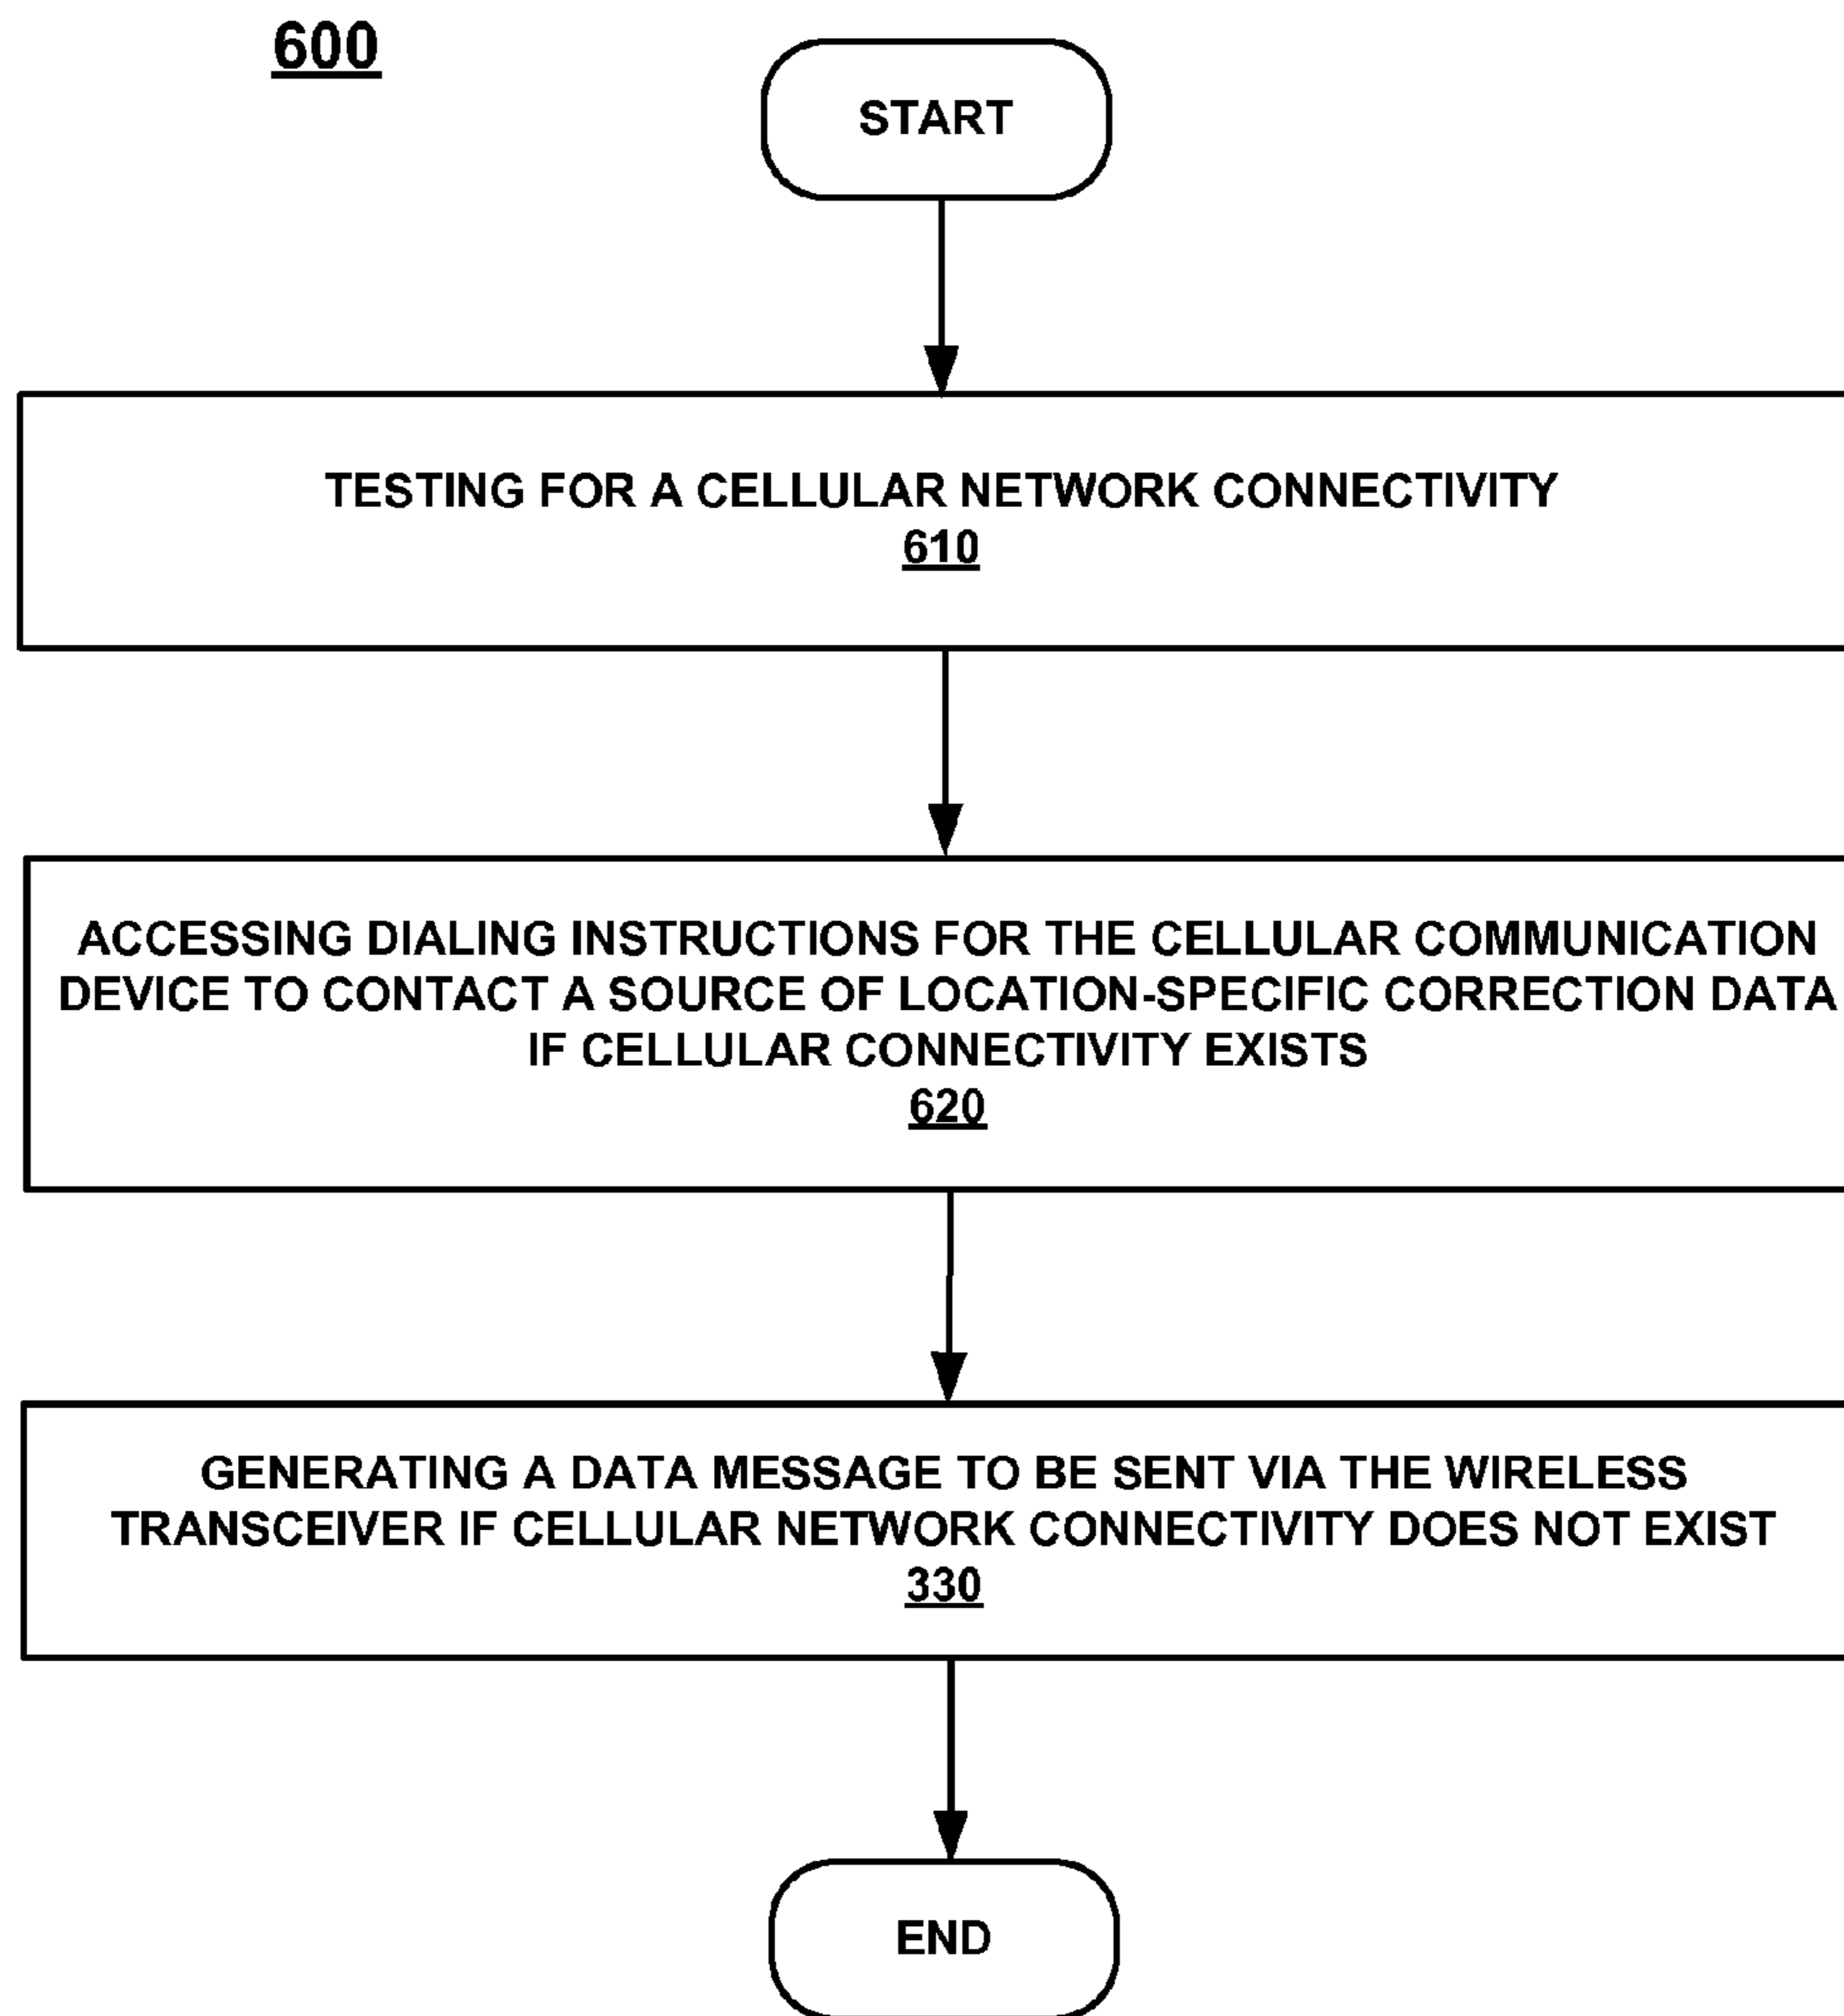 600
START
TESTING FOR A CELLULAR NETWORK CONNECTIVITY
610
ACCESSING DIALING INSTRUCTIONS FOR THE CELLULAR COMMUNICATION
DEVICE TO CONTACT A SOURCE OF LOCATION-SPECIFIC CORRECTION DATA
IF CELLULAR CONNECTIVITY EXISTS
620
GENERATING A DATA MESSAGE TO BE SENT VIA THE WIRELESS
TRANSCEIVER IF CELLULAR NETWORK CONNECTIVITY DOES NOT EXIST
330
END